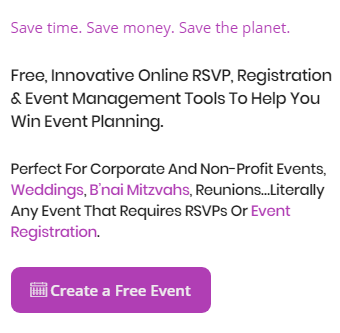 Save time. Save money. Save the planet.
Free, Innovative Online RSVP, Registration
& Event Management Tools To Help You
Win Event Planning.
Perfect For Corporate And Non-Profit Events,
Weddings, B'nai Mitzvahs, Reunions...Literally
Any Event That Requires RSVPs Or Event
Registration.
Create a Free Event